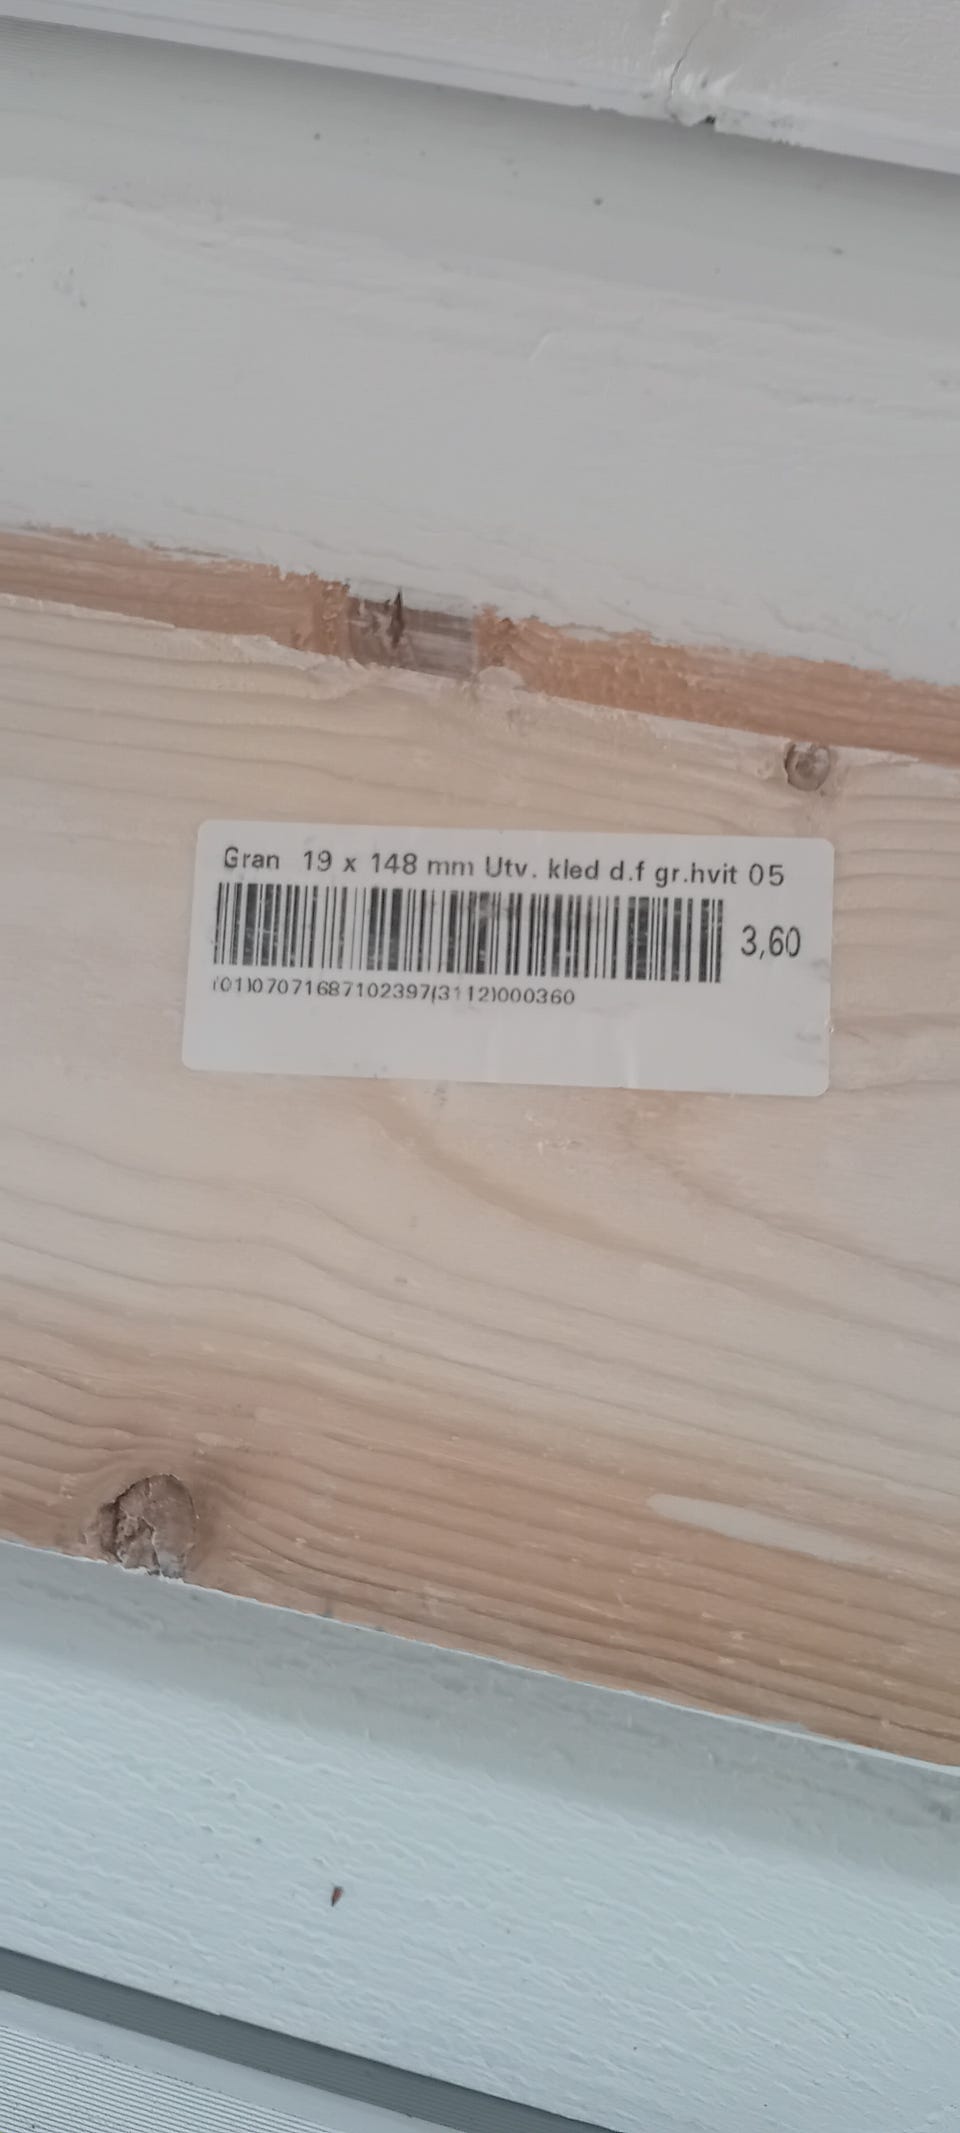 Gran 19 x 148 mm Utv. kled d.f gr.hvit 05
3,60
(01)07071687102397(3112)000360